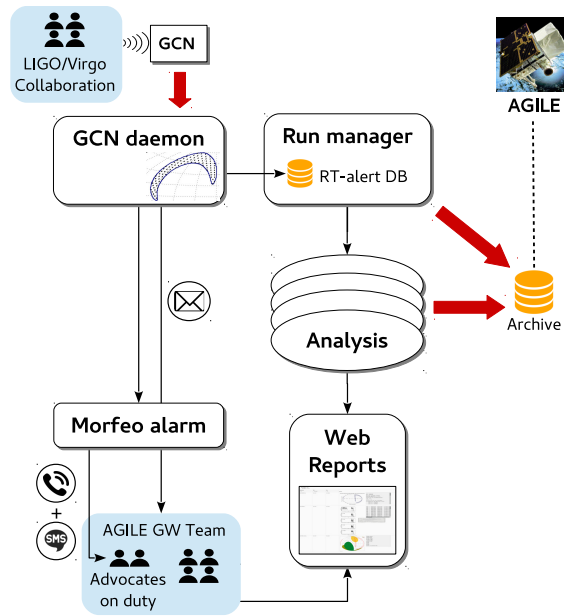 LIGO/Virgo
Collaboration
GCN
AGILE
GCN daemon
Run manager
RT-alert DB
Analysis
Archive
Morfeo alarm
Web
Reports
+
SMS
AGILE GW Team
Advocates
on duty